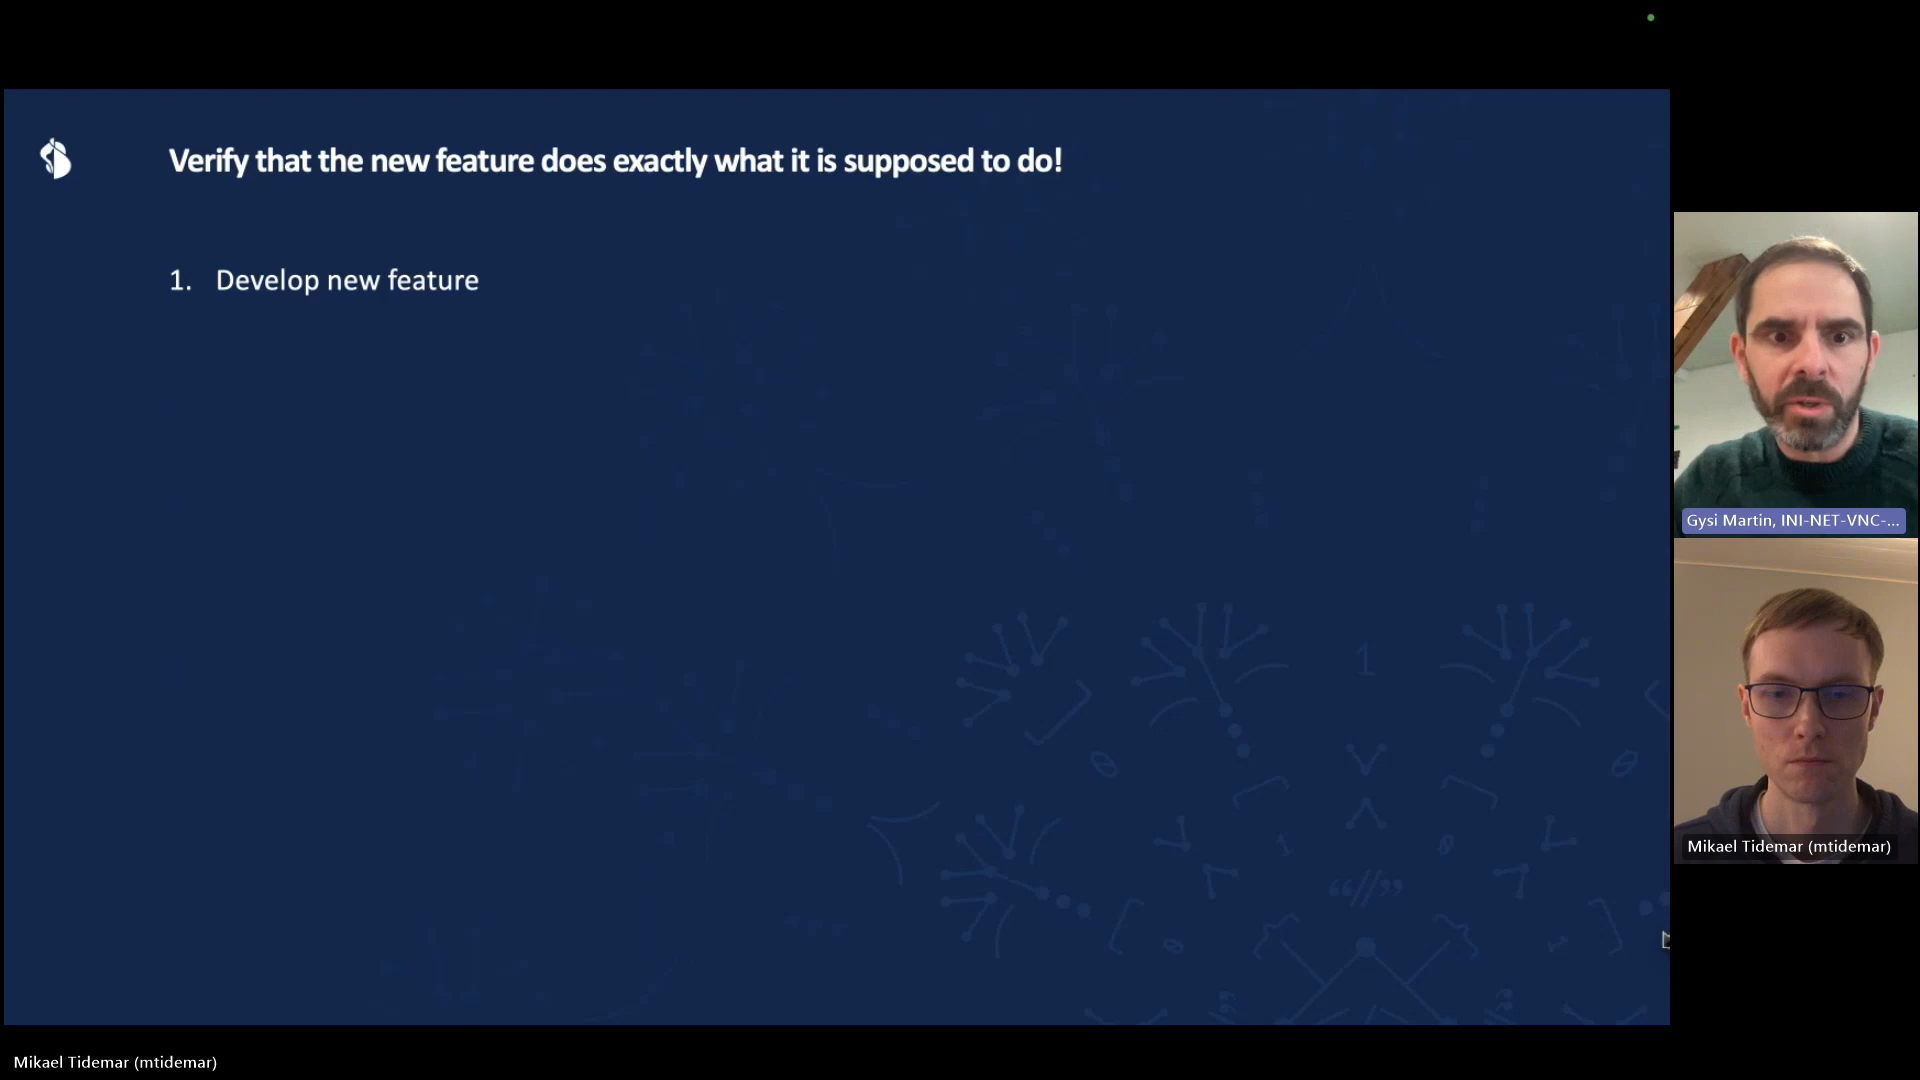 Verify that the new feature does exactly what it is supposed to do!
1. Develop new feature
Gysi Martin, INI-NET-VNC-...
Mikael Tidemar (mtidemar)
Mikael Tidemar (mtidemar)